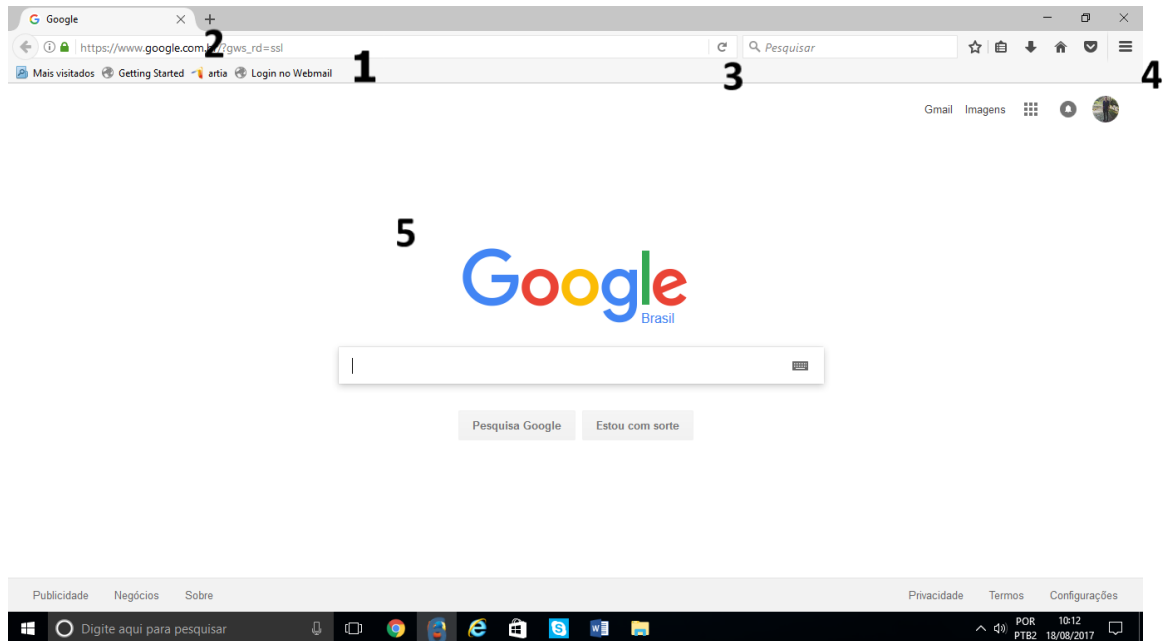 Google
+
2
https://www.google.com.br/?gws_rd=ssl
Pesquisar
Mais visitados Getting Started artia Login no Webmail
1
3
4
Gmail Imagens
5
Google
Brasil
Pesquisa Google Estou com sorte
Publicidade Negócios Sobre Privacidade Termos Configurações
Digite aqui para pesquisar
POR 10:12
PTB2 18/08/2017